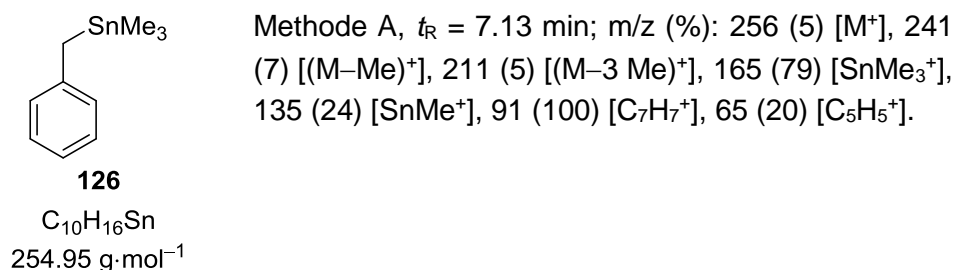 SnMe₃
126
C₁₀H₁₆Sn
254.95 g·mol⁻¹
Methode A, tR = 7.13 min; m/z (%): 256 (5) [M⁺], 241
(7) [(M–Me)⁺], 211 (5) [(M–3 Me)⁺], 165 (79) [SnMe₃⁺],
135 (24) [SnMe⁺], 91 (100) [C₇H₇⁺], 65 (20) [C₅H₅⁺].